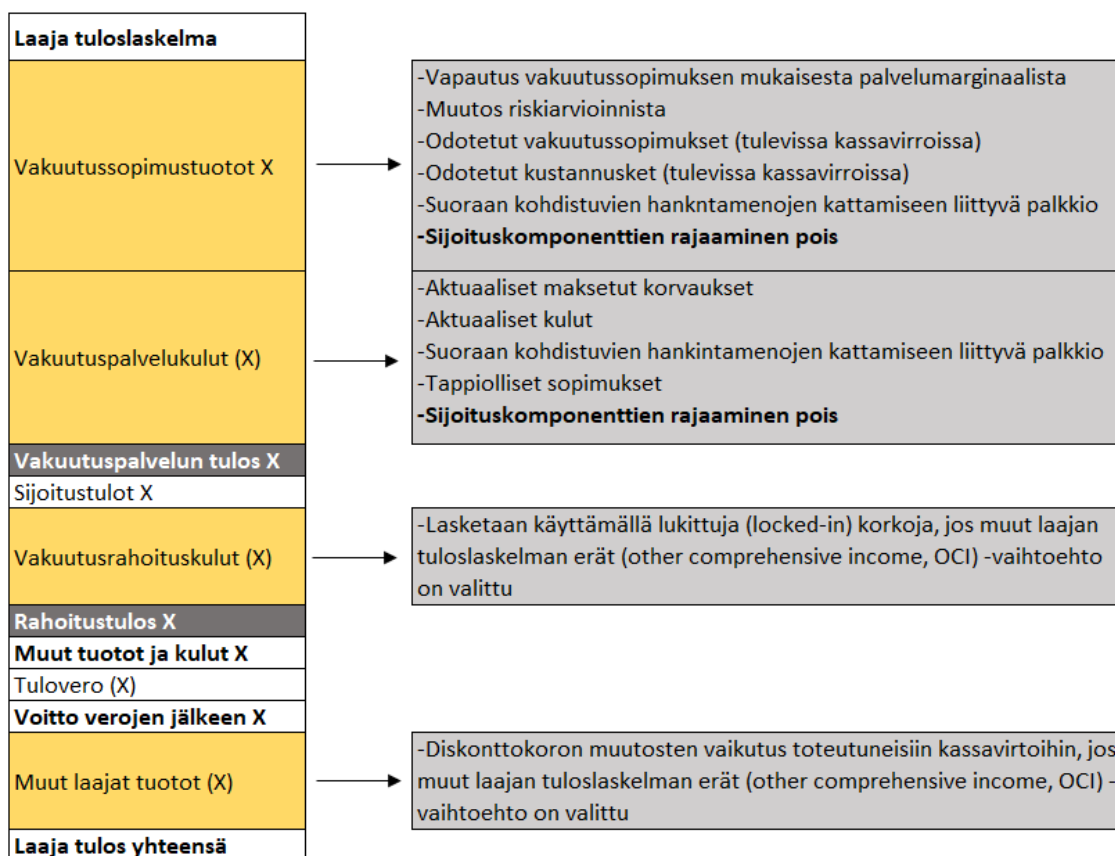 Laaja tuloslaskelma
Vakuutussopimustuotot X
-Vapautus vakuutussopimuksen mukaisesta palvelumarginaalista
-Muutos riskiarvioinnista
-Odotetut vakuutussopimukset (tulevissa kassavirroissa)
-Odotetut kustannusket (tulevissa kassavirroissa)
-Suoraan kohdistuvien hankntamenojen kattamiseen liittyvä palkkio
-Sijoituskomponenttien rajaaminen pois
Vakuutuspalvelukulut (X)
-Aktuaaliset maksetut korvaukset
-Aktuaaliset kulut
-Suoraan kohdistuvien hankintamenojen kattamiseen liittyvä palkkio
-Tappiolliset sopimukset
-Sijoituskomponenttien rajaaminen pois
Vakuutuspalvelun tulos X
Sijoitustulot X
Vakuutusrahoituskulut (X)
-Lasketaan käyttämällä lukittuja (locked-in) korkoja, jos muut laajan
tuloslaskelman erät (other comprehensive income, OCI) -vaihtoehto
on valittu
Rahoitustulos X
Muut tuotot ja kulut X
Tulovero (X)
Voitto verojen jälkeen X
Muut laajat tuotot (X)
-Diskonttokoron muutosten vaikutus toteutuneisiin kassavirtoihin, jos
muut laajan tuloslaskelman erät (other comprehensive income, OCI) -
vaihtoehto on valittu
Laaja tulos yhteensä